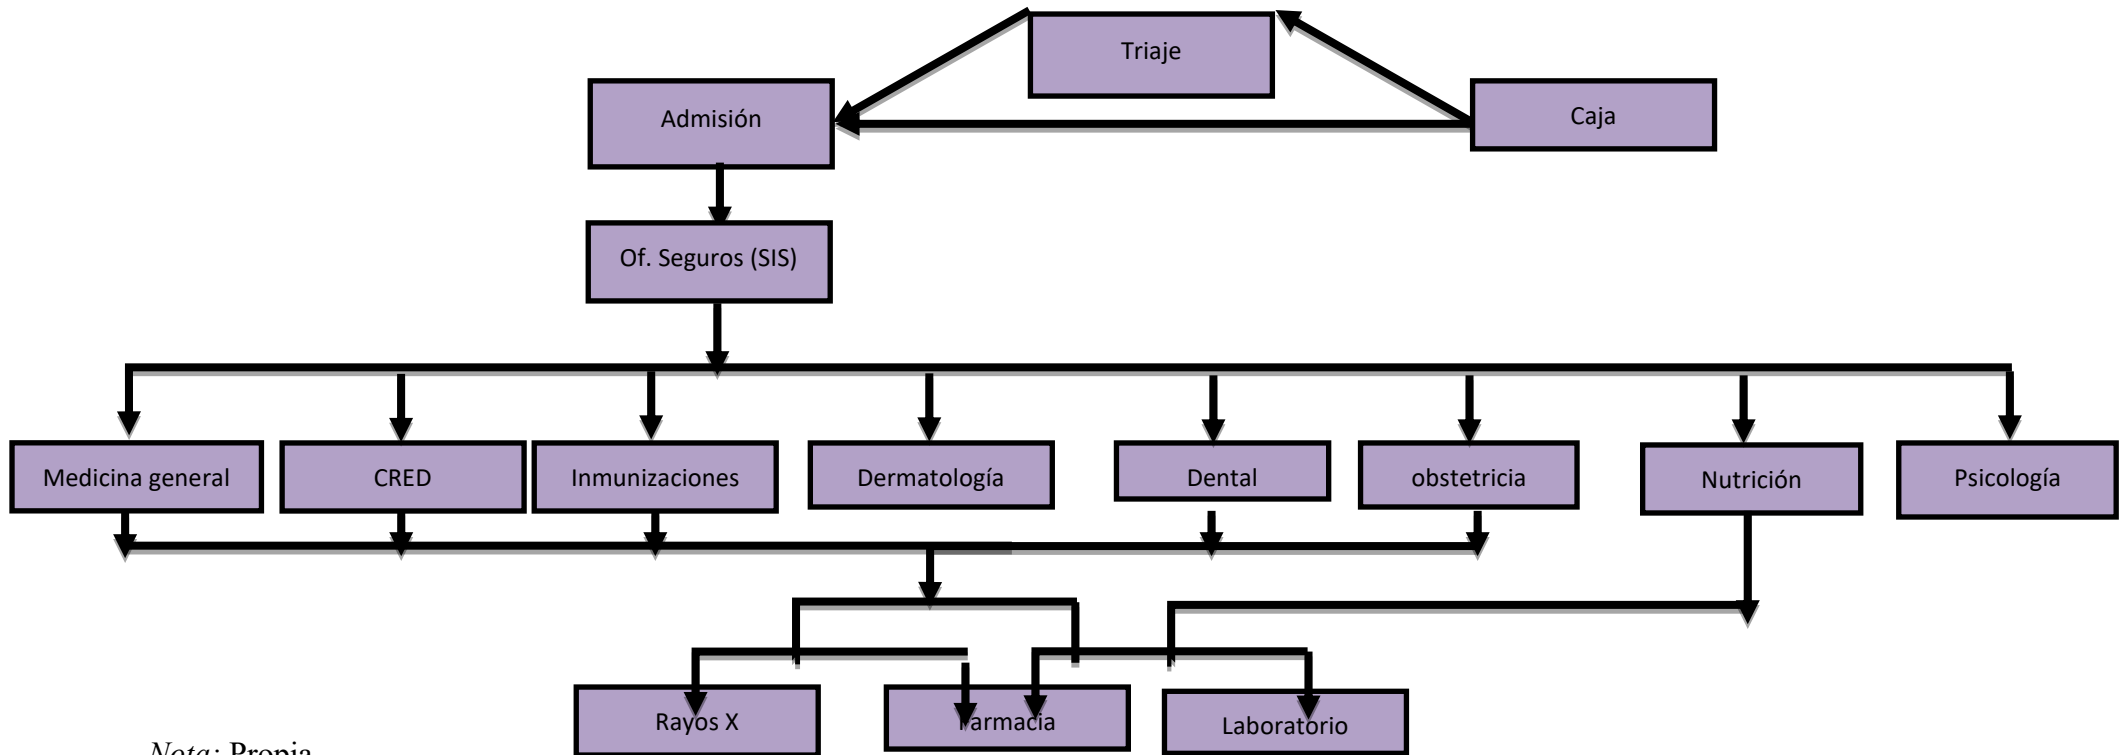 Triaje
Admisión
Caja
Of. Seguros (SIS)
Medicina general
CRED
Inmunizaciones
Dermatología
Dental
obstetricia
Nutrición
Psicología
Rayos X
Farmacia
Laboratorio
Nota: Propia